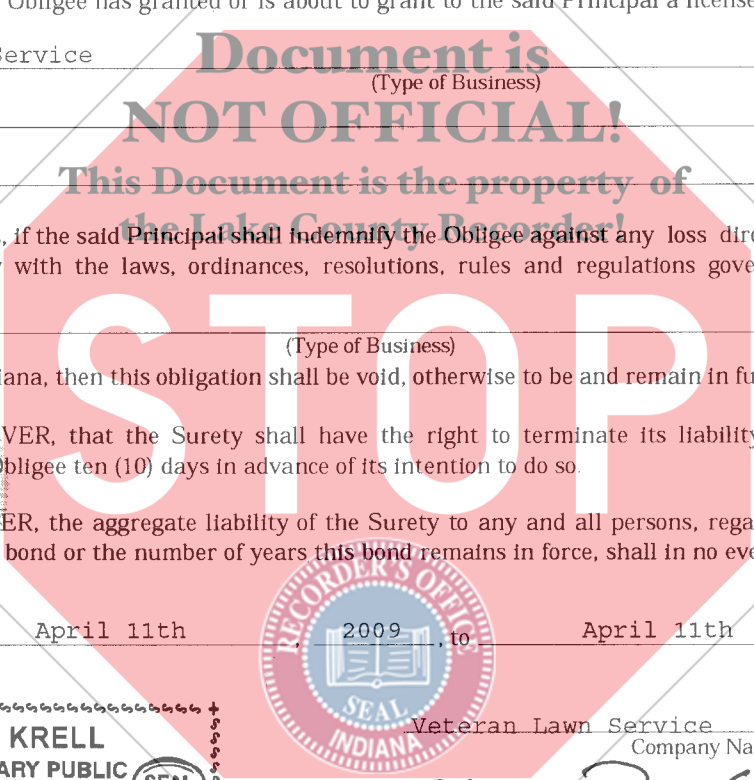 Obligee has granted or is about to grant to the said Principal a license
Service
Document is
(Type of Business)
NOT OFFICIAL!
This Document is the property of
the Lake County Recorder!
, if the said Principal shall indemnify the Obligee against any loss dire
with the laws, ordinances, resolutions, rules and regulations gove
STOP
(Type of Business)
iana, then this obligation shall be void, otherwise to be and remain in fu
VER, that the Surety shall have the right to terminate its liability
Obligee ten (10) days in advance of its intention to do so.
ER, the aggregate liability of the Surety to any and all persons, rega
bond or the number of years this bond remains in force, shall in no eve
April 11th , 2009 , to April 11th
RECORDER'S OFFICE
SEAL
INDIANA
Veteran Lawn Service
Company Na
KRELL
ARY PUBLIC
SEAL